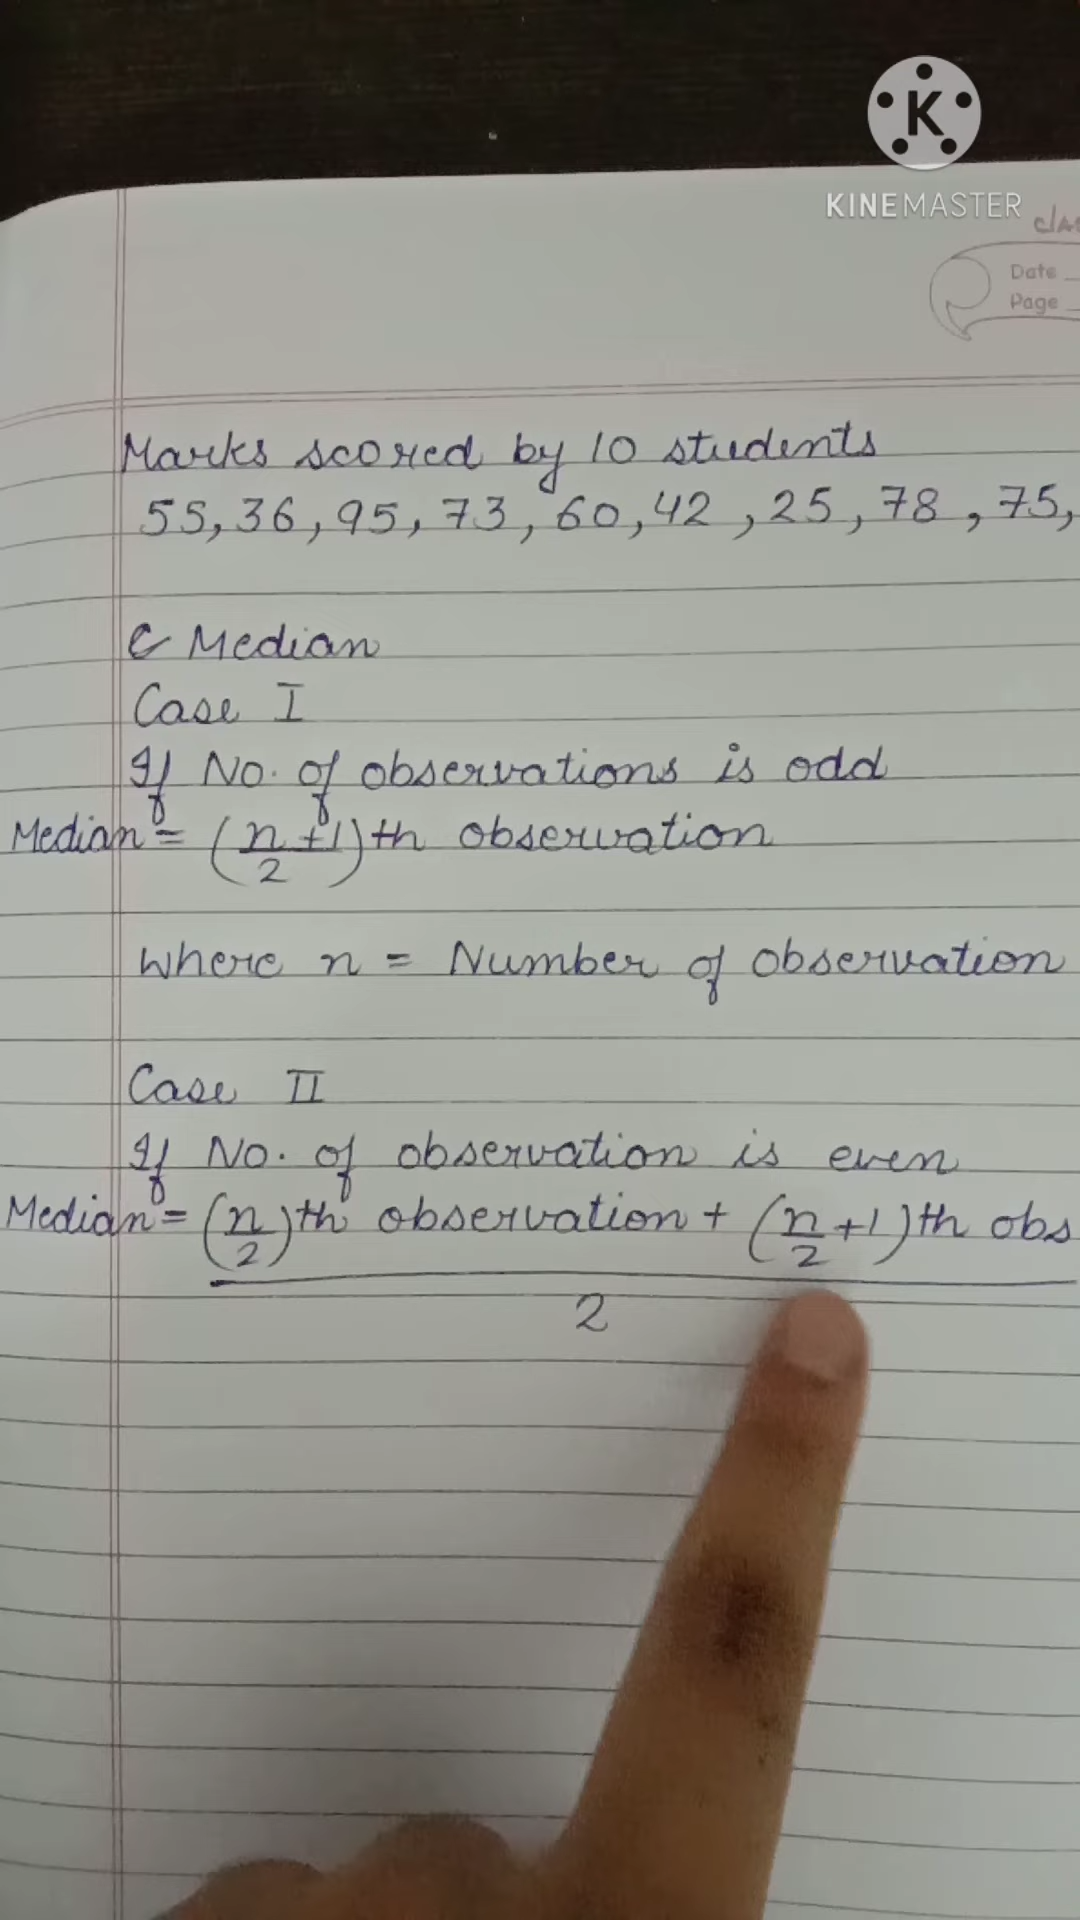 KINEMASTER
Date
Page
Marks scored by 10 students
55, 36, 95, 73, 60, 42, 25, 78, 75,
C Median
Case I
If No. of observations is odd
Median = (n+1/2)th observation
where n = Number of observation
Case II
If No. of observation is even
Median = (n/2)th observation + (n/2+1)th obs
2